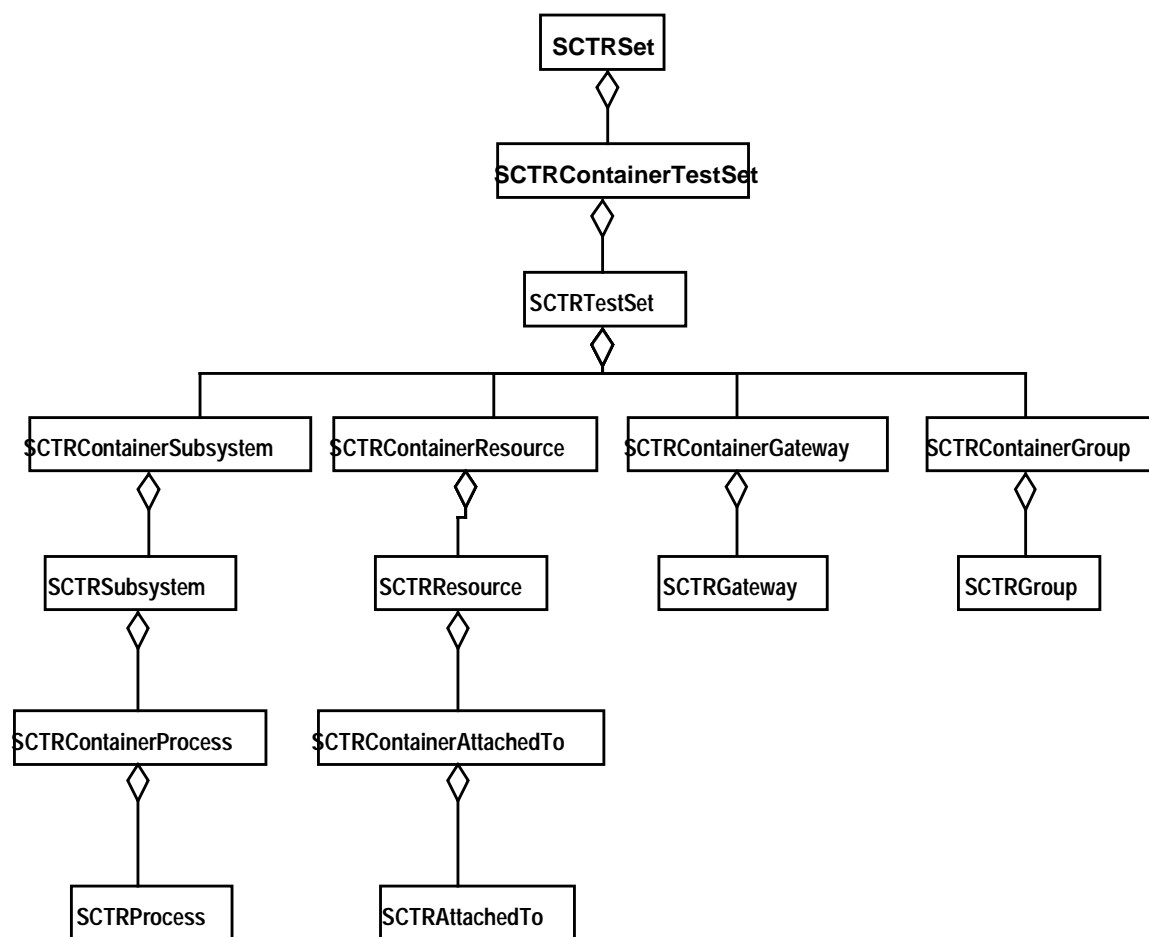 SCTRSet
SCTRContainerTestSet
SCTRTestSet
SCTRContainerSubsystem
SCTRContainerResource
SCTRContainerGateway
SCTRContainerGroup
SCTRSubsystem
SCTRResource
SCTRGateway
SCTRGroup
SCTRContainerProcess
SCTRContainerAttachedTo
SCTRProcess
SCTRAttachedTo